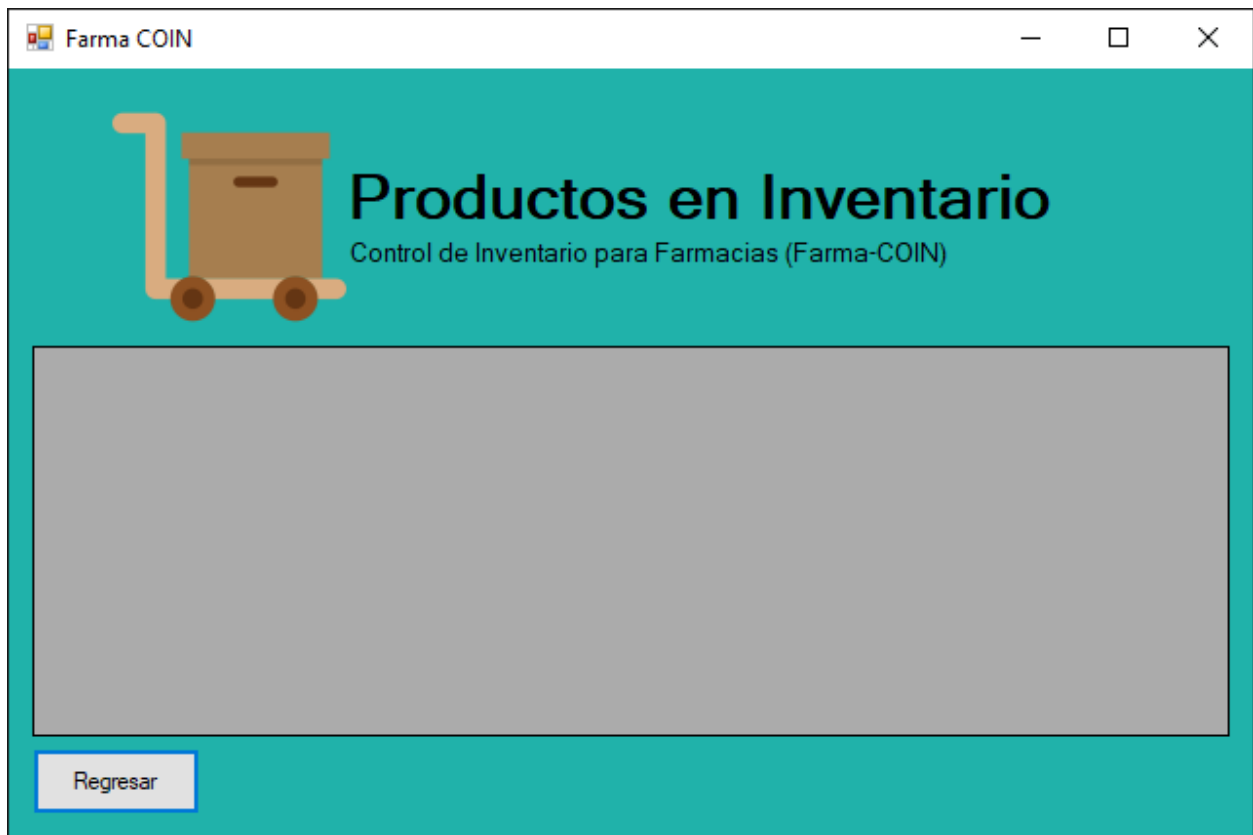 Farma COIN
Productos en Inventario
Control de Inventario para Farmacias (Farma-COIN)
Regresar